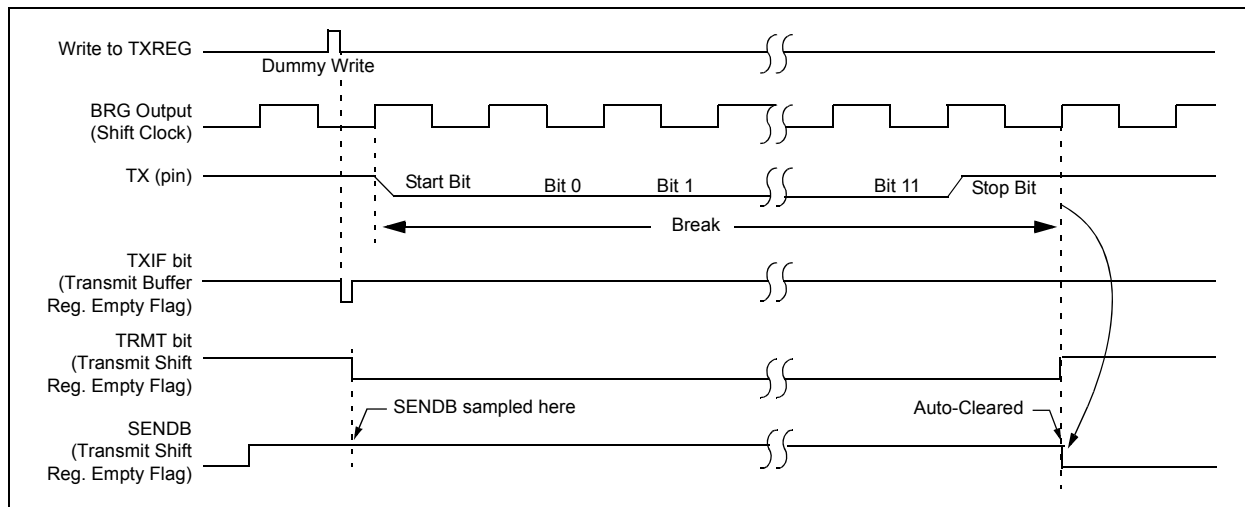 Write to TXREG
Dummy Write
BRG Output
(Shift Clock)
TX (pin)
Start Bit
Bit 0
Bit 1
Bit 11
Stop Bit
Break
TXIF bit
(Transmit Buffer
Reg. Empty Flag)
TRMT bit
(Transmit Shift
Reg. Empty Flag)
SENDB sampled here
Auto-Cleared
SENDB
(Transmit Shift
Reg. Empty Flag)